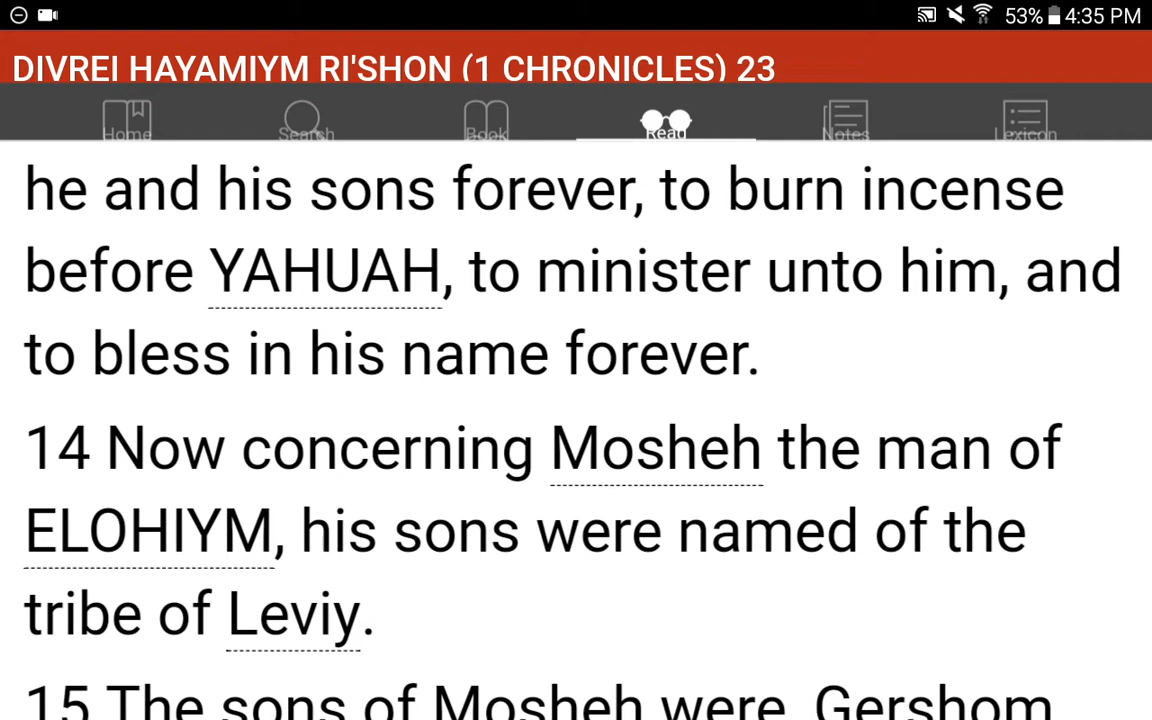 53% 4:35 PM
DIVREI HAYAMIYM RI'SHON (1 CHRONICLES) 23
Home Search Book Read Notes Lexicon
he and his sons forever, to burn incense
before YAHUAH, to minister unto him, and
to bless in his name forever.
14 Now concerning Mosheh the man of
ELOHIYM, his sons were named of the
tribe of Leviy.
15 The sons of Mosheh were, Gershom